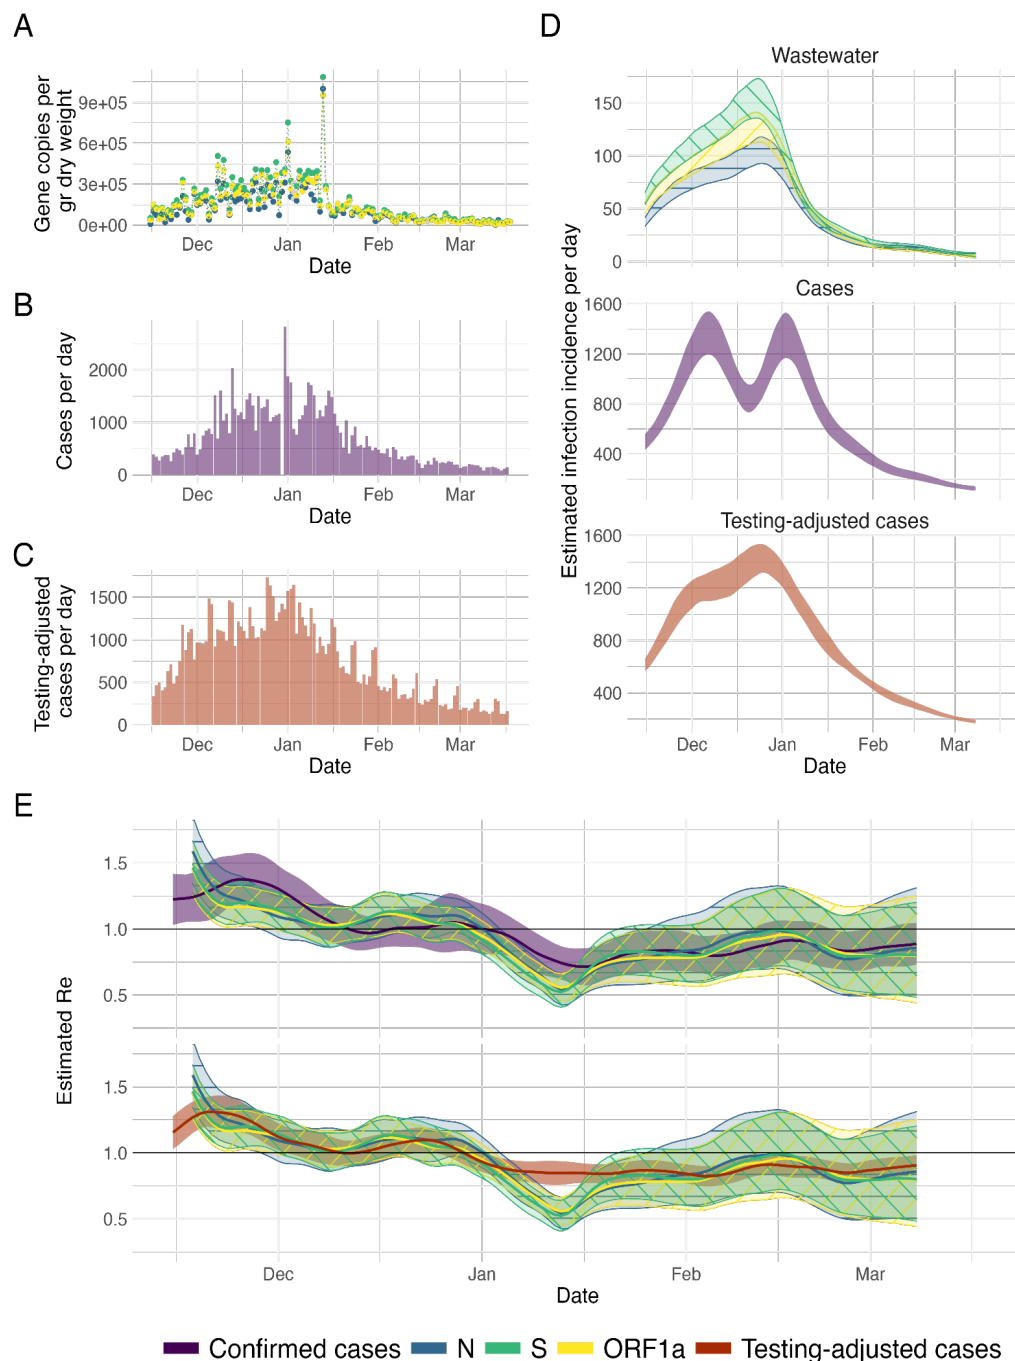 A
Gene copies per
gr dry weight
9e+05
6e+05
3e+05
0e+00
Dec
Jan
Feb
Mar
Date
B
Cases per day
2000
1000
0
Dec
Jan
Feb
Mar
Date
C
Testing-adjusted
cases per day
1500
1000
500
0
Dec
Jan
Feb
Mar
Date
D
Estimated infection incidence per day
Wastewater
150
100
50
0
Cases
1600
1200
800
400
Testing-adjusted cases
1600
1200
800
400
Dec
Jan
Feb
Mar
Date
E
Estimated Re
1.5
1.0
0.5
1.5
1.0
0.5
Dec
Jan
Feb
Mar
Date
Confirmed cases
N
S
ORF1a
Testing-adjusted cases